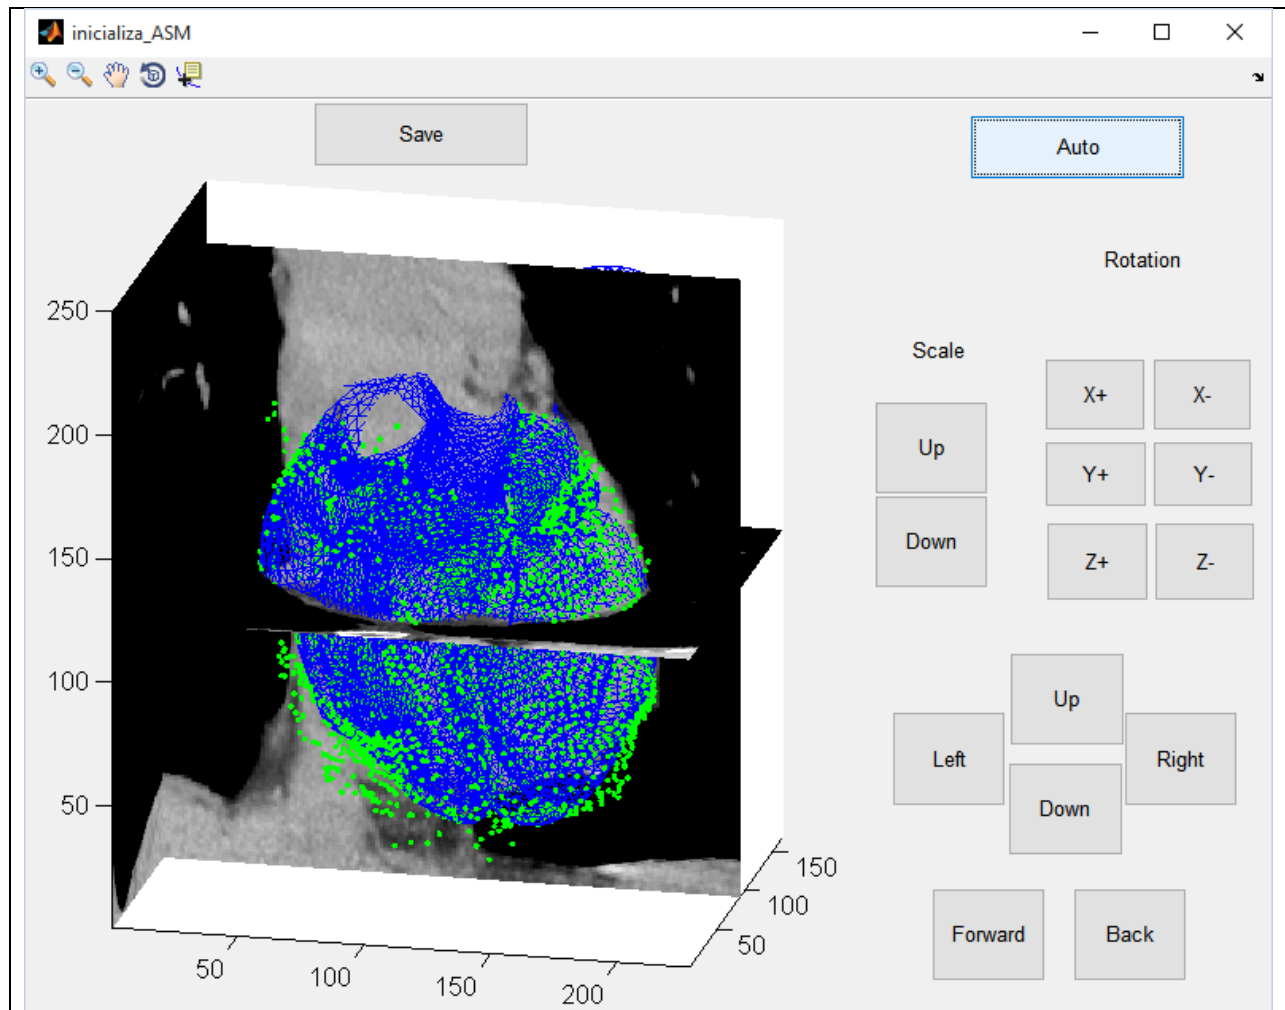 inicializa_ASM
Save
Auto
Rotation
Scale
X+ X-
Up
Y+ Y-
Down
Z+ Z-
Up
Left Right
Down
Forward Back
250
200
150
100
50
50 100 150 200
50 100 150